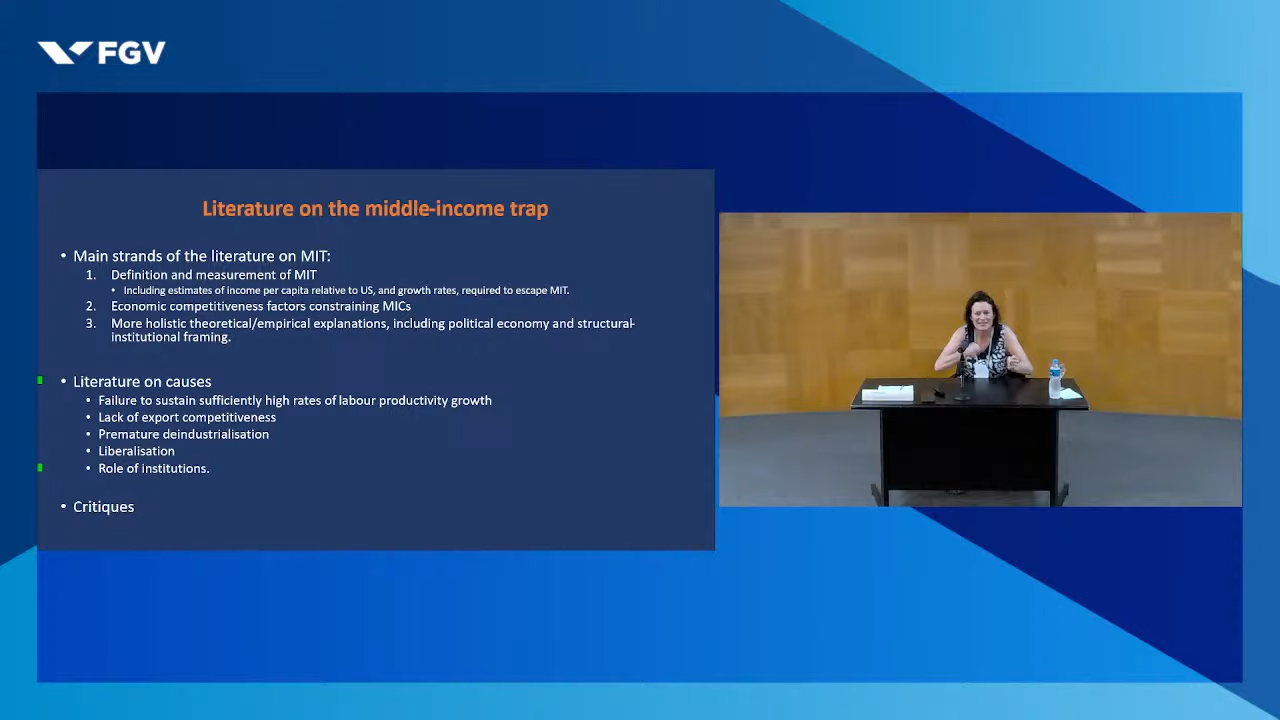 FGV
Literature on the middle-income trap
• Main strands of the literature on MIT:
1. Definition and measurement of MIT
• Including estimates of income per capita relative to US, and growth rates, required to escape MIT.
2. Economic competitiveness factors constraining MICs
3. More holistic theoretical/empirical explanations, including political economy and structural-
institutional framing.
• Literature on causes
• Failure to sustain sufficiently high rates of labour productivity growth
• Lack of export competitiveness
• Premature deindustrialisation
• Liberalisation
• Role of institutions.
• Critiques